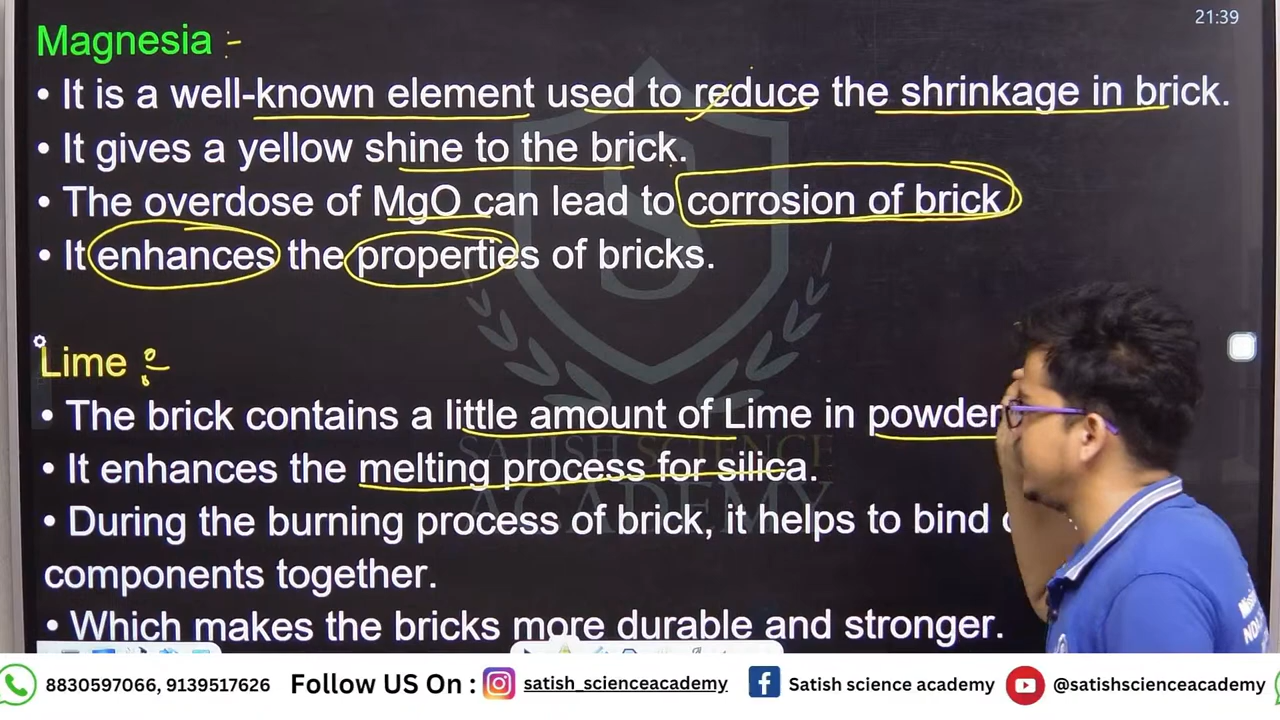 21:39
Magnesia :-
• It is a well-known element used to reduce the shrinkage in brick.
• It gives a yellow shine to the brick.
• The overdose of MgO can lead to corrosion of brick
• It enhances the properties of bricks.
Lime :-
• The brick contains a little amount of Lime in powder
• It enhances the melting process for silica.
• During the burning process of brick, it helps to bind
components together.
• Which makes the bricks more durable and stronger.
S
SATISH SCIENCE
ACADEMY
8830597066, 9139517626 Follow US On : satish_scienceacademy Satish science academy @satishscienceacademy